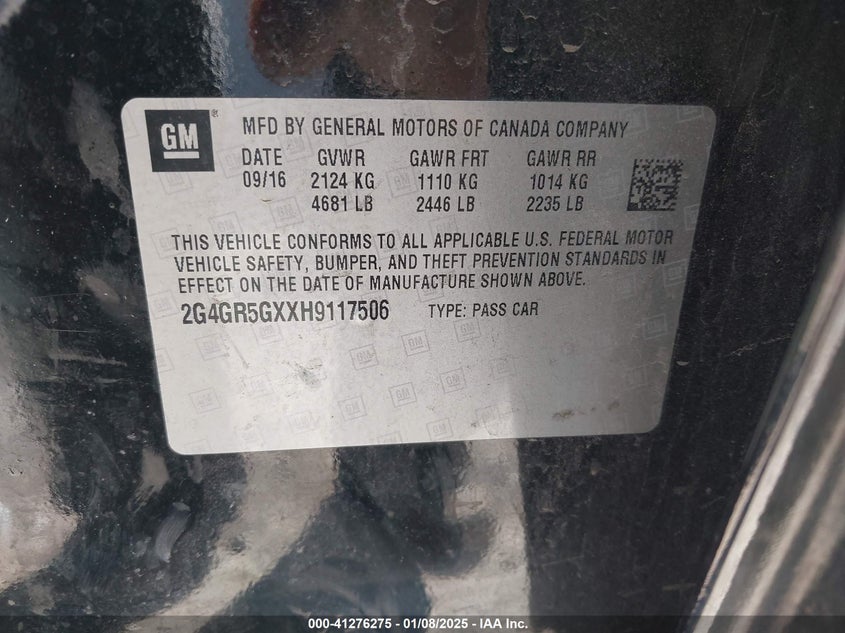 GM®
MFD BY GENERAL MOTORS OF CANADA COMPANY
DATE GVWR GAWR FRT GAWR RR
09/16 2124 KG 1110 KG 1014 KG
4681 LB 2446 LB 2235 LB
THIS VEHICLE CONFORMS TO ALL APPLICABLE U.S. FEDERAL MOTOR
VEHICLE SAFETY, BUMPER, AND THEFT PREVENTION STANDARDS IN
EFFECT ON THE DATE OF MANUFACTURE SHOWN ABOVE.
2G4GR5GXXH9117506 TYPE: PASS CAR
000-41276275 - 01/08/2025 - IAA Inc.